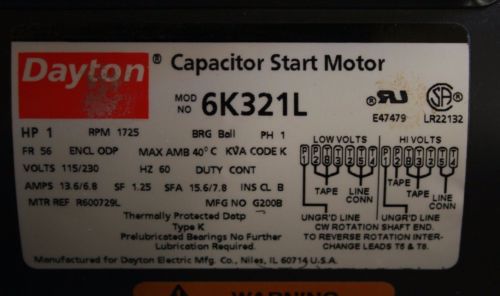 Dayton® Capacitor Start Motor
MOD NO 6K321L
E47479 LR22132
HP 1 RPM 1725 BRG Ball PH 1
FR 56 ENCL ODP MAX AMB 40°C KVA CODE K
VOLTS 115/230 HZ 60 DUTY CONT
AMPS 13.6/6.8 SF 1.25 SFA 15.6/7.8 INS CL B
MTR REF R600729L MFG NO G200B
Thermally Protected Datp
Type K
Prelubricated Bearings No Further
Lubrication Required.
LOW VOLTS HI VOLTS
TAPE LINE CONN TAPE LINE CONN
UNGR'D LINE UNGR'D LINE
CW ROTATION SHAFT END.
TO REVERSE ROTATION INTER-
CHANGE LEADS T5 & T8.
Manufactured for Dayton Electric Mfg. Co., Niles, IL 60714 U.S.A.
WARNING